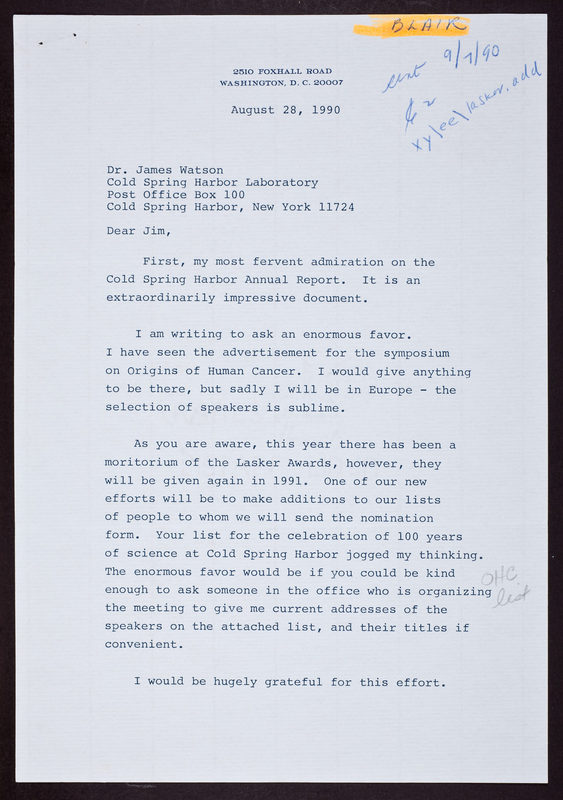 BLAIR
sent 9/7/90
xy\ee\lasker.add
2510 FOXHALL ROAD
WASHINGTON, D. C. 20007
August 28, 1990
Dr. James Watson
Cold Spring Harbor Laboratory
Post Office Box 100
Cold Spring Harbor, New York 11724
Dear Jim,
First, my most fervent admiration on the
Cold Spring Harbor Annual Report. It is an
extraordinarily impressive document.
I am writing to ask an enormous favor.
I have seen the advertisement for the symposium
on Origins of Human Cancer. I would give anything
to be there, but sadly I will be in Europe - the
selection of speakers is sublime.
As you are aware, this year there has been a
moritorium of the Lasker Awards, however, they
will be given again in 1991. One of our new
efforts will be to make additions to our lists
of people to whom we will send the nomination
form. Your list for the celebration of 100 years
of science at Cold Spring Harbor jogged my thinking.
The enormous favor would be if you could be kind
enough to ask someone in the office who is organizing
the meeting to give me current addresses of the
speakers on the attached list, and their titles if
convenient.
OHC
list
I would be hugely grateful for this effort.